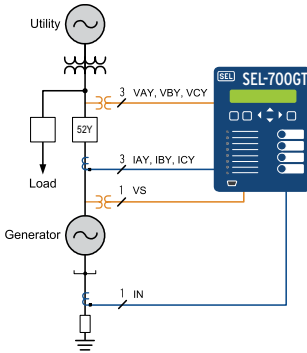 Utility
SEL SEL-700GT
3 VAY, VBY, VCY
52Y
Load
3 IAY, IBY, ICY
1 VS
Generator
1 IN